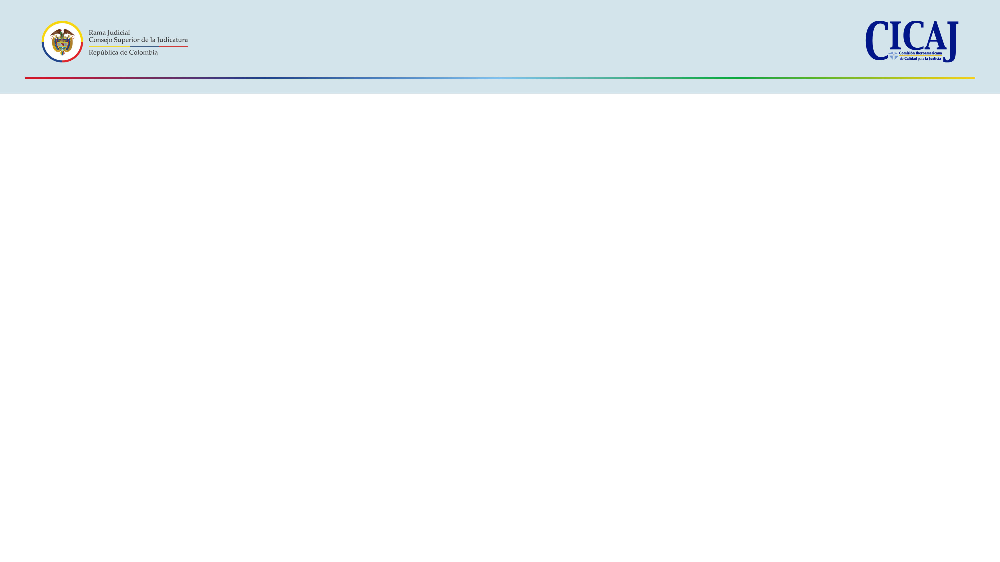 Rama Judicial
Consejo Superior de la Judicatura
República de Colombia
CICAJ
Comisión Iberoamericana
de Calidad para la Justicia